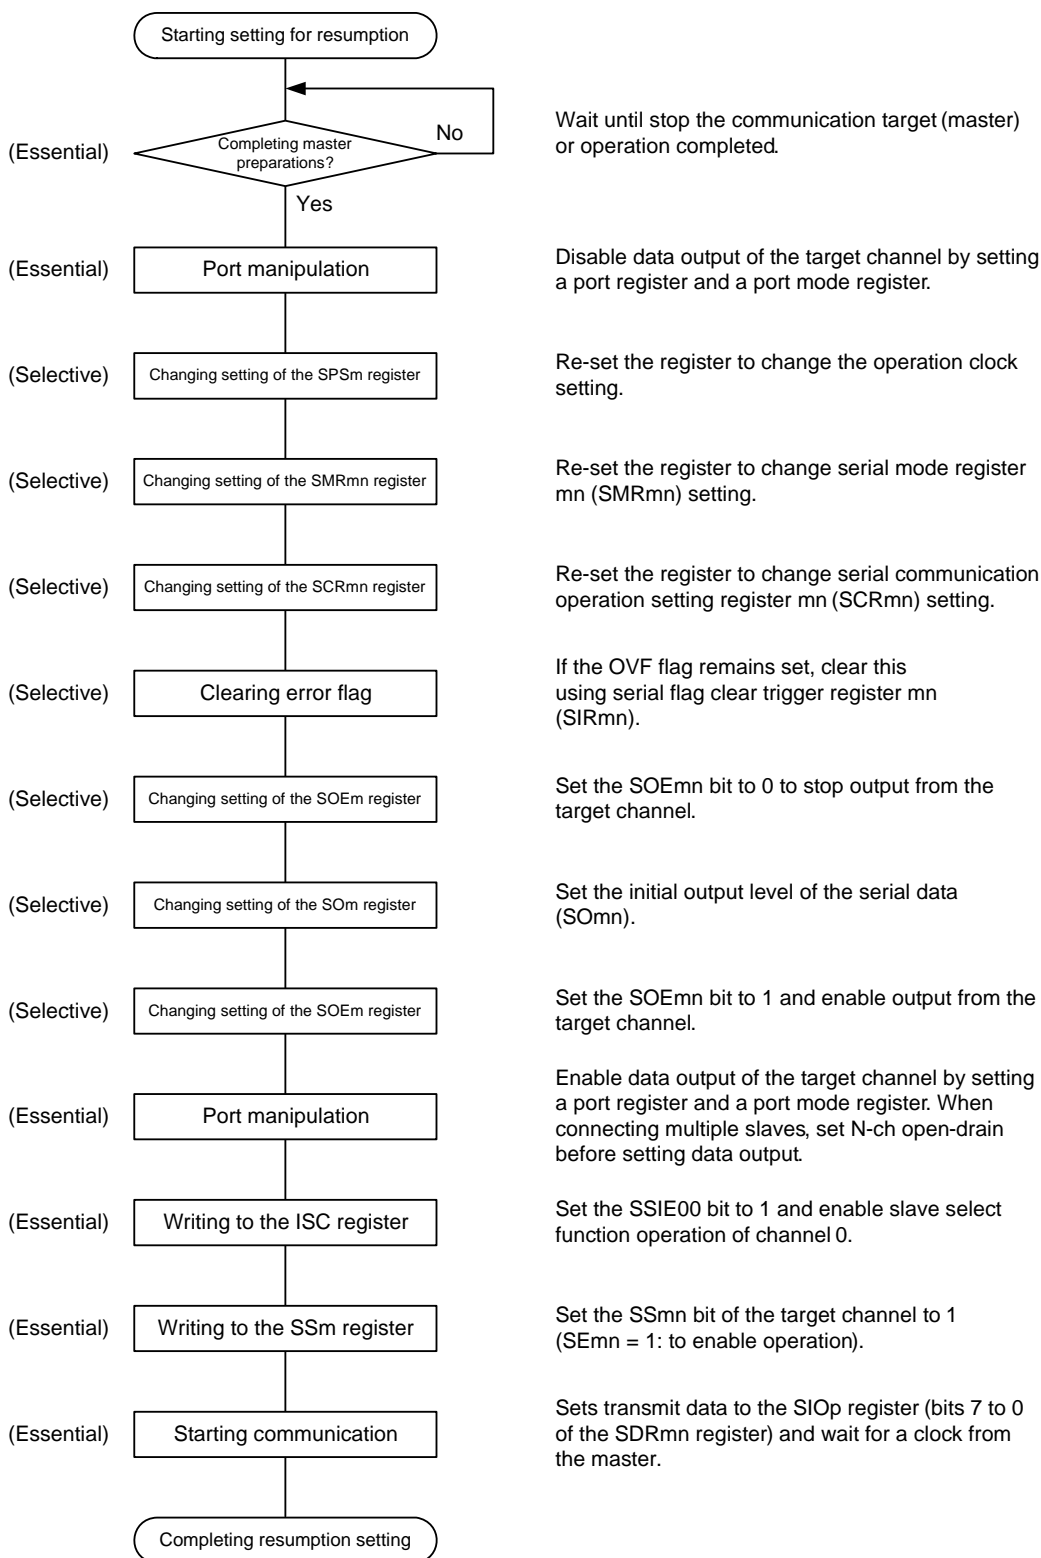 Starting setting for resumption
(Essential)
Completing master
preparations?
No
Yes
Wait until stop the communication target (master)
or operation completed.
(Essential)
Port manipulation
Disable data output of the target channel by setting
a port register and a port mode register.
(Selective)
Changing setting of the SPSm register
Re-set the register to change the operation clock
setting.
(Selective)
Changing setting of the SMRmn register
Re-set the register to change serial mode register
mn (SMRmn) setting.
(Selective)
Changing setting of the SCRmn register
Re-set the register to change serial communication
operation setting register mn (SCRmn) setting.
(Selective)
Clearing error flag
If the OVF flag remains set, clear this
using serial flag clear trigger register mn
(SIRmn).
(Selective)
Changing setting of the SOEm register
Set the SOEmn bit to 0 to stop output from the
target channel.
(Selective)
Changing setting of the SOm register
Set the initial output level of the serial data
(SOmn).
(Selective)
Changing setting of the SOEm register
Set the SOEmn bit to 1 and enable output from the
target channel.
(Essential)
Port manipulation
Enable data output of the target channel by setting
a port register and a port mode register. When
connecting multiple slaves, set N-ch open-drain
before setting data output.
(Essential)
Writing to the ISC register
Set the SSIE00 bit to 1 and enable slave select
function operation of channel 0.
(Essential)
Writing to the SSm register
Set the SSmn bit of the target channel to 1
(SEmn = 1: to enable operation).
(Essential)
Starting communication
Sets transmit data to the SIOp register (bits 7 to 0
of the SDRmn register) and wait for a clock from
the master.
Completing resumption setting